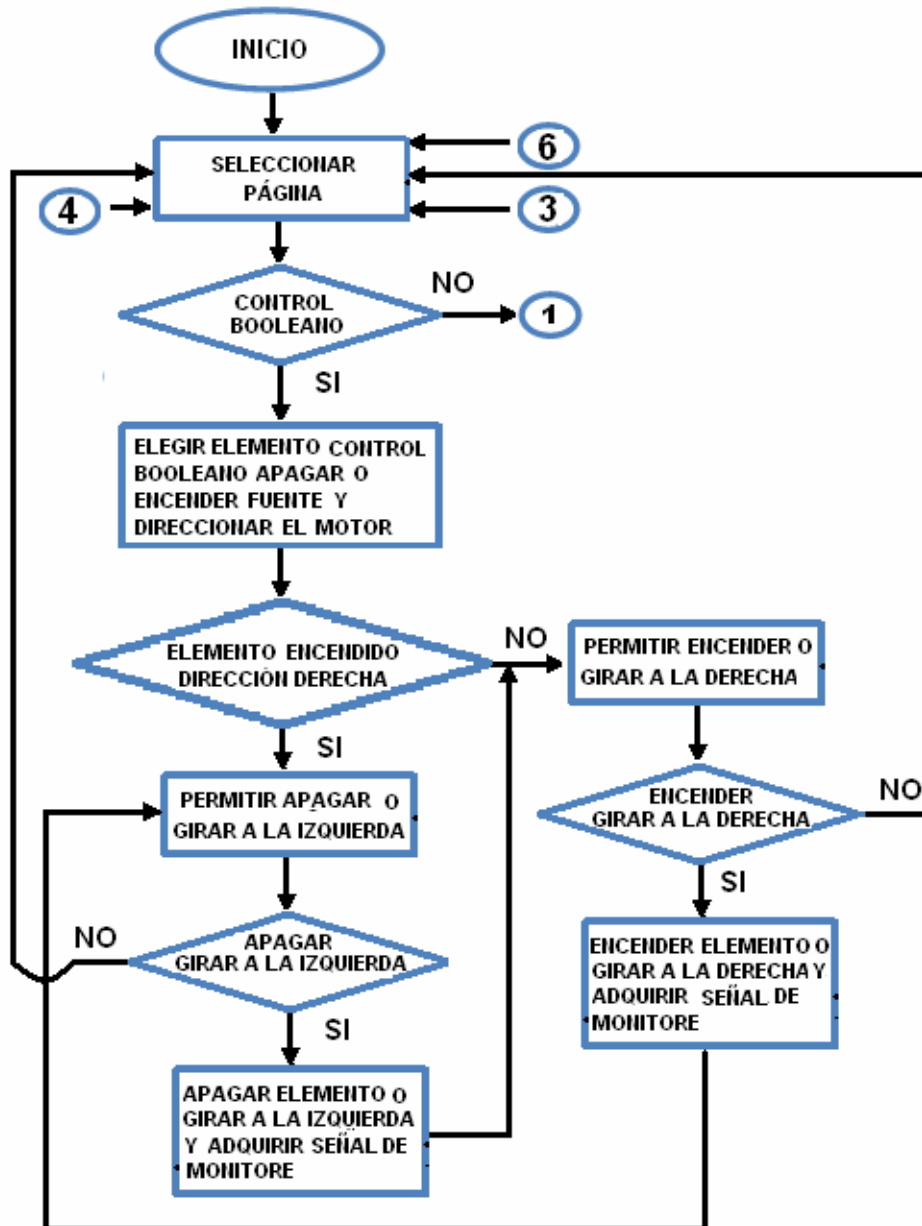 INICIO
6
SELECCIONAR
PÁGINA
4
3
CONTROL
BOOLEANO
NO
1
SI
ELEGIR ELEMENTO CONTROL
BOOLEANO APAGAR O
ENCENDER FUENTE Y
DIRECCIONAR EL MOTOR
ELEMENTO ENCENDIDO
DIRECCIÓN DERECHA
NO
PERMITIR ENCENDER O
GIRAR A LA DERECHA
SI
PERMITIR APAGAR O
GIRAR A LA IZQUIERDA
ENCENDER
GIRAR A LA DERECHA
NO
SI
APAGAR
GIRAR A LA IZQUIERDA
NO
SI
ENCENDER ELEMENTO O
GIRAR A LA DERECHA Y
ADQUIRIR SEÑAL DE
MONITORE
APAGAR ELEMENTO O
GIRAR A LA IZQUIERDA
Y ADQUIRIR SEÑAL DE
MONITORE